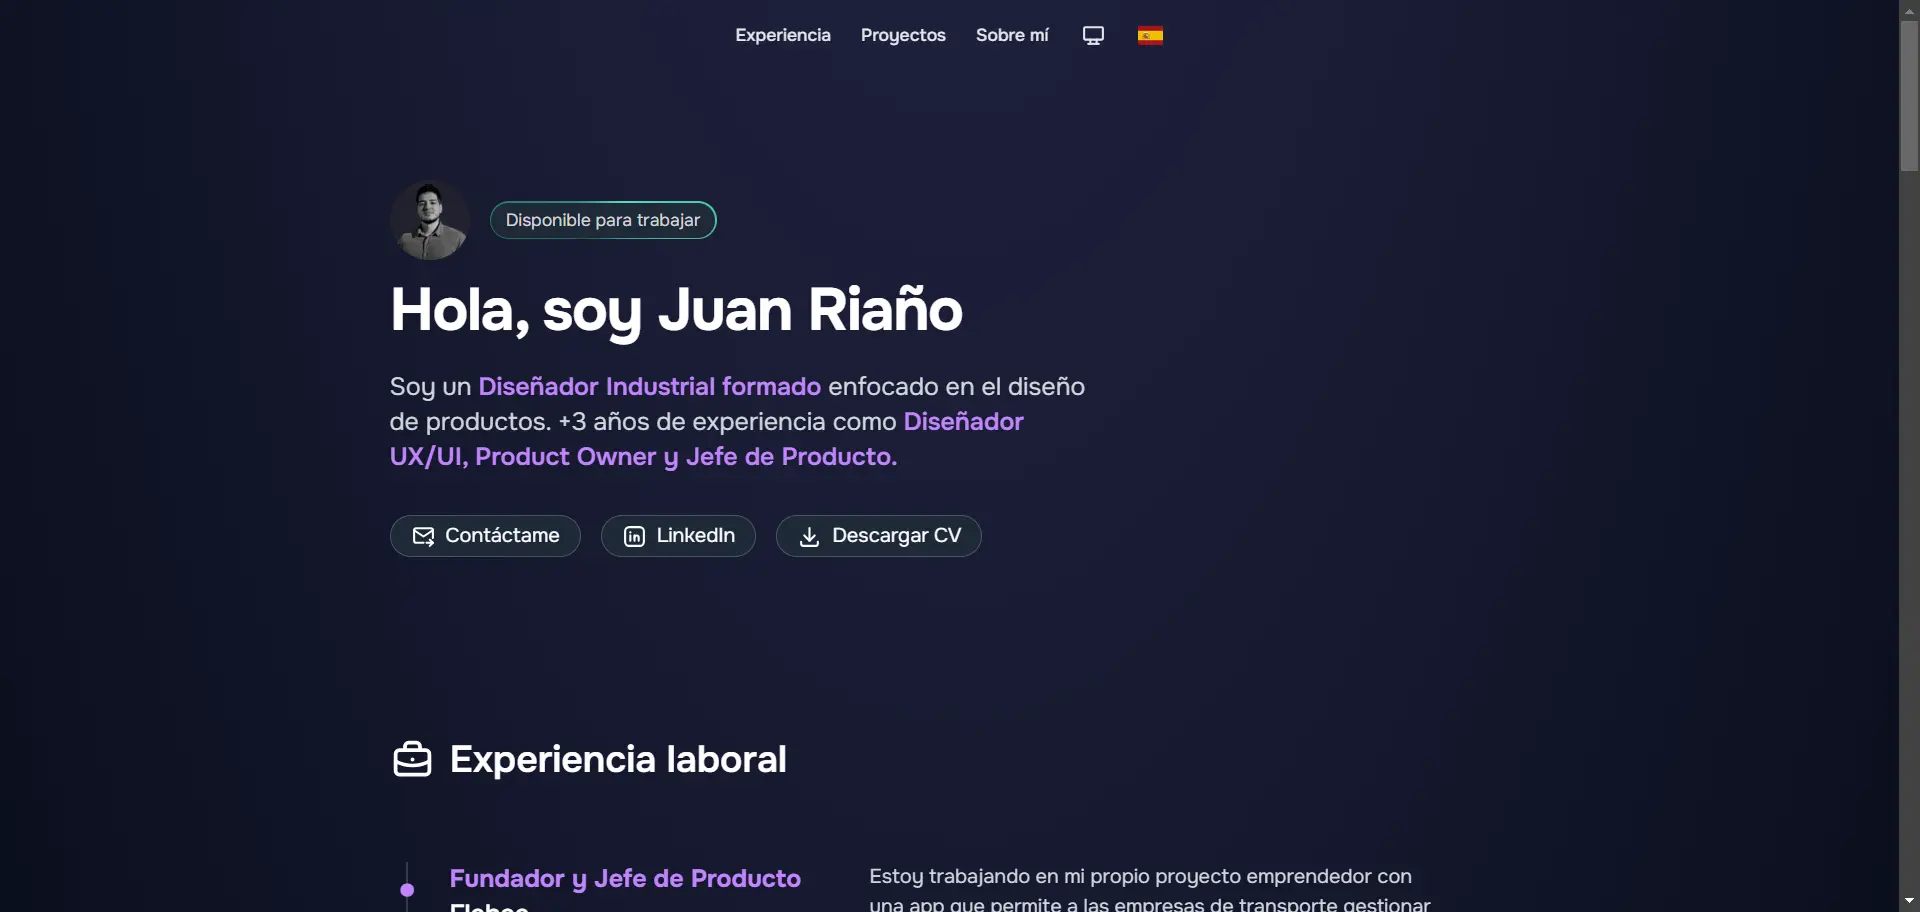 Experiencia Proyectos Sobre mí
Disponible para trabajar
Hola, soy Juan Riaño
Soy un Diseñador Industrial formado enfocado en el diseño
de productos. +3 años de experiencia como Diseñador
UX/UI, Product Owner y Jefe de Producto.
Contáctame LinkedIn Descargar CV
Experiencia laboral
Fundador y Jefe de Producto
Estoy trabajando en mi propio proyecto emprendedor con
una app que permite a las empresas de transporte gestionar